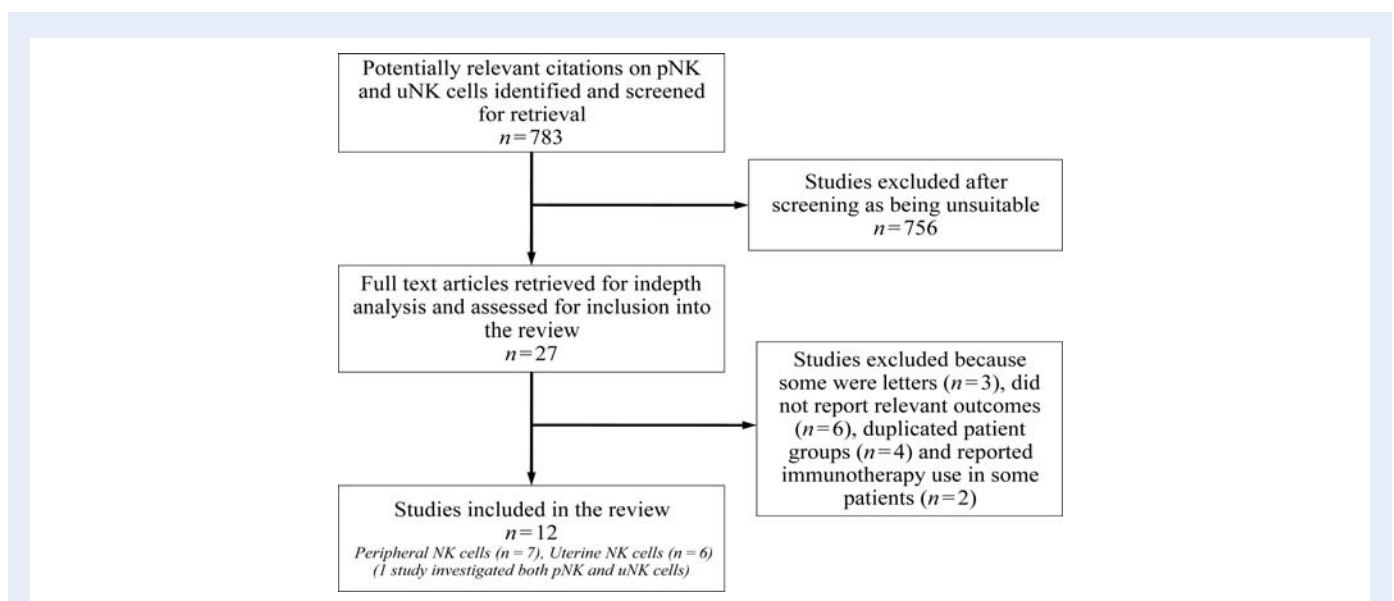 Potentially relevant citations on pNK
and uNK cells identified and screened
for retrieval
n=783
Studies excluded after
screening as being unsuitable
n=756
Full text articles retrieved for indepth
analysis and assessed for inclusion into
the review
n=27
Studies excluded because
some were letters (n=3), did
not report relevant outcomes
(n=6), duplicated patient
groups (n=4) and reported
immunotherapy use in some
patients (n=2)
Studies included in the review
n=12
Peripheral NK cells (n = 7), Uterine NK cells (n = 6)
(1 study investigated both pNK and uNK cells)